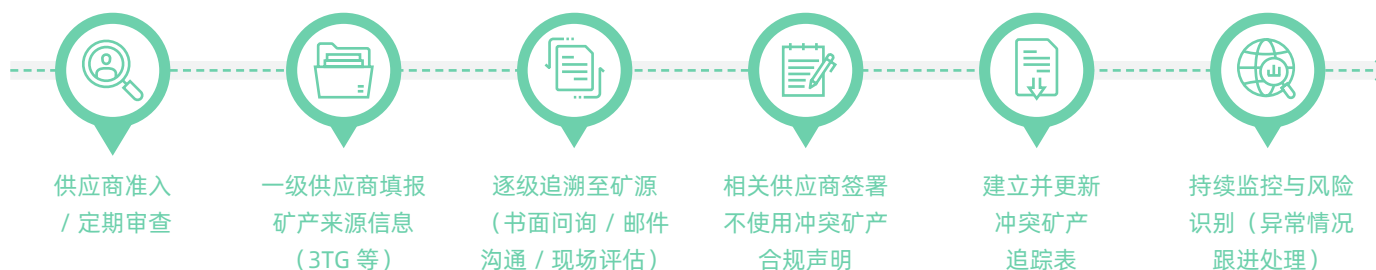 供应商准入
/ 定期审查
一级供应商填报
矿产来源信息
（3TG 等）
逐级追溯至矿源
（书面问询 / 邮件
沟通 / 现场评估）
相关供应商签署
不使用冲突矿产
合规声明
建立并更新
冲突矿产
追踪表
持续监控与风险
识别（异常情况
跟进处理）